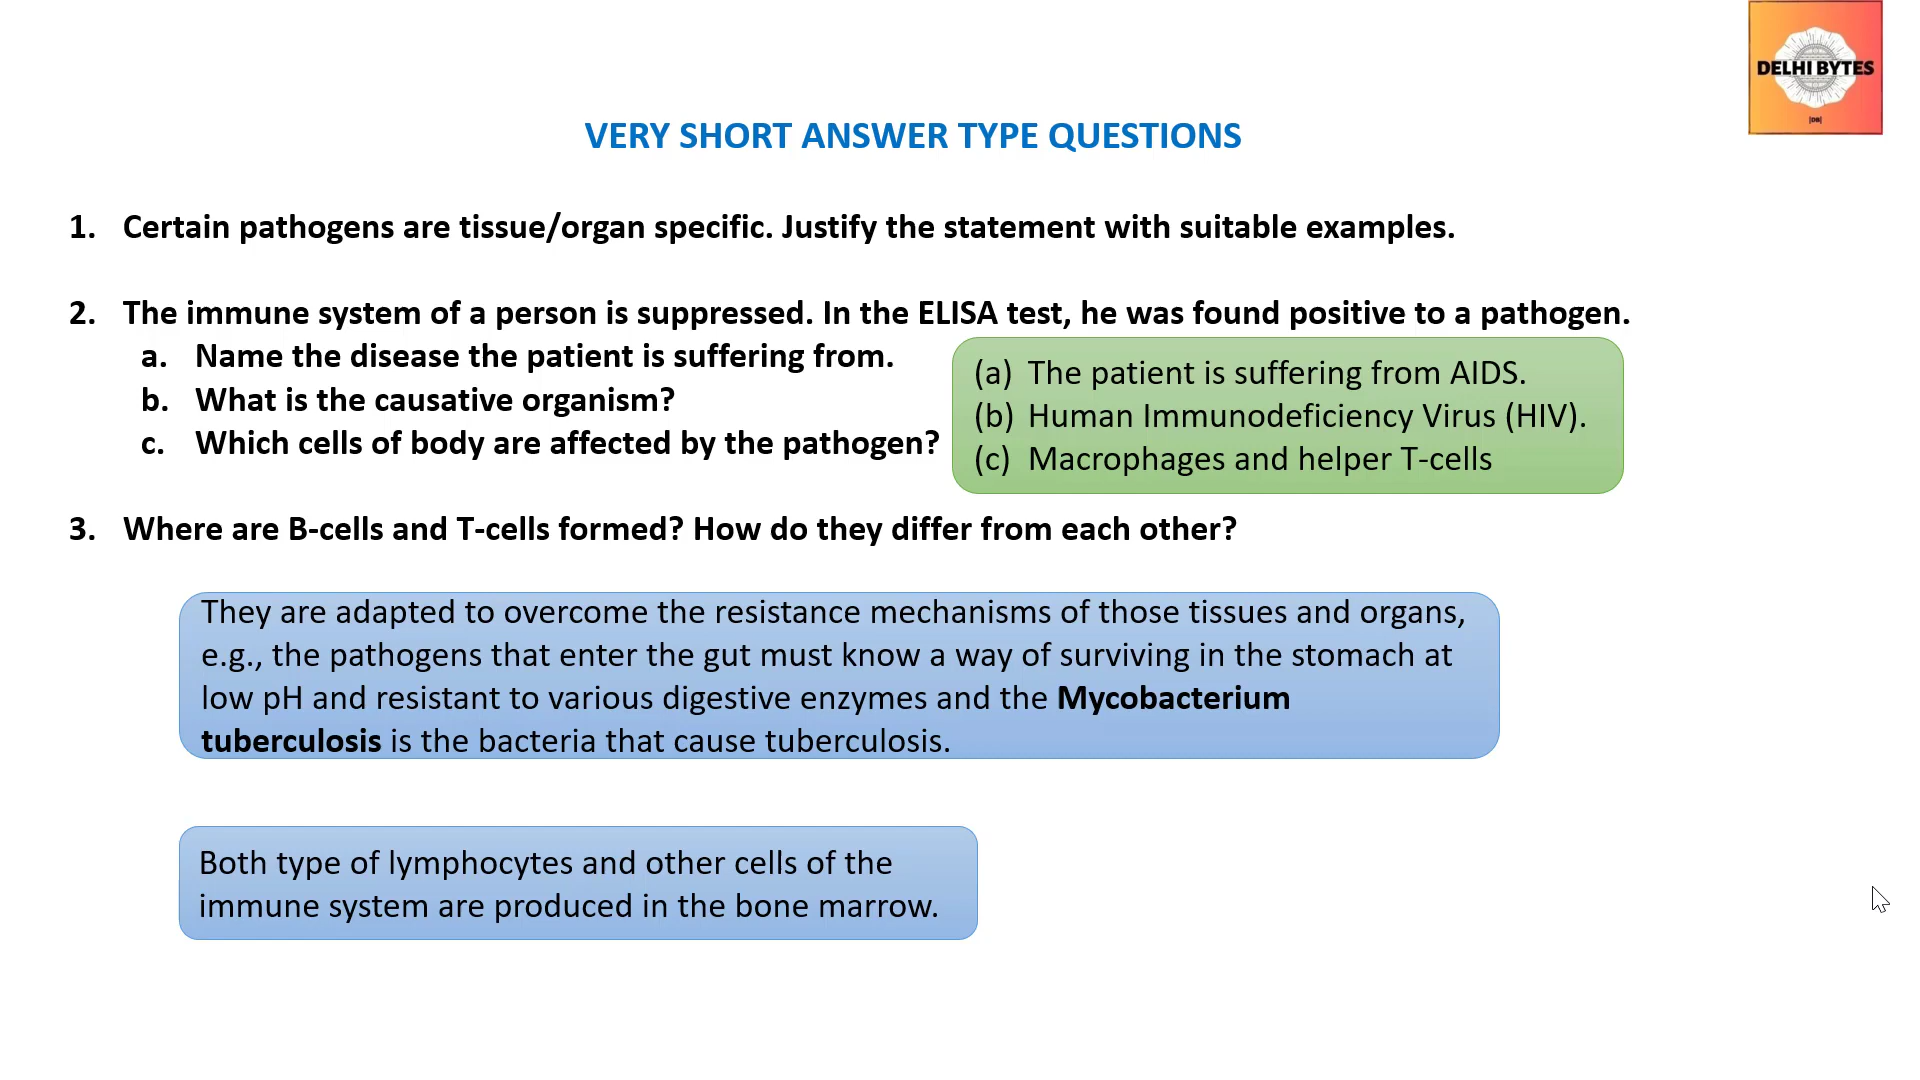 DELHI BYTES
|DB|
VERY SHORT ANSWER TYPE QUESTIONS
1. Certain pathogens are tissue/organ specific. Justify the statement with suitable examples.
2. The immune system of a person is suppressed. In the ELISA test, he was found positive to a pathogen.
a. Name the disease the patient is suffering from.
b. What is the causative organism?
c. Which cells of body are affected by the pathogen?
(a) The patient is suffering from AIDS.
(b) Human Immunodeficiency Virus (HIV).
(c) Macrophages and helper T-cells
3. Where are B-cells and T-cells formed? How do they differ from each other?
They are adapted to overcome the resistance mechanisms of those tissues and organs,
e.g., the pathogens that enter the gut must know a way of surviving in the stomach at
low pH and resistant to various digestive enzymes and the Mycobacterium
tuberculosis is the bacteria that cause tuberculosis.
Both type of lymphocytes and other cells of the
immune system are produced in the bone marrow.